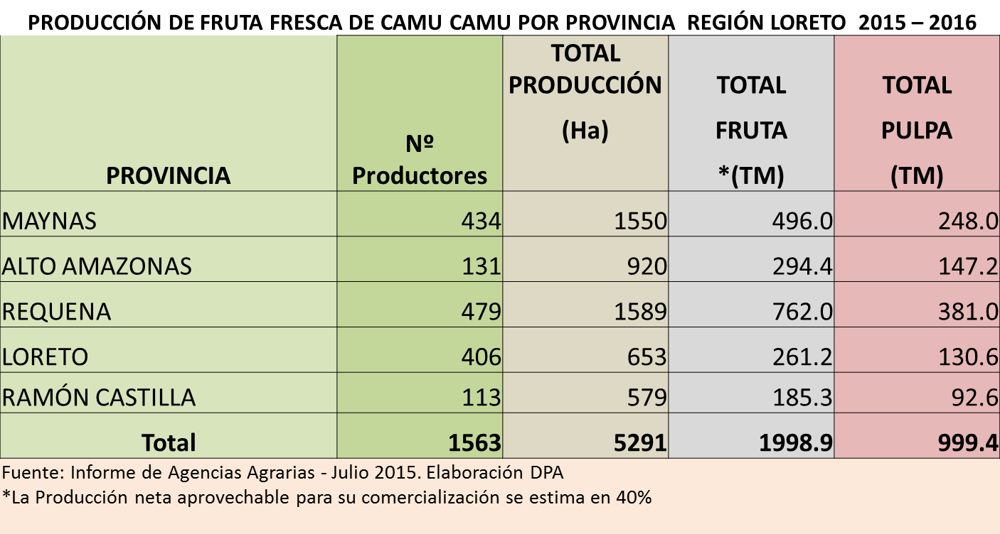 PRODUCCIÓN DE FRUTA FRESCA DE CAMU CAMU POR PROVINCIA REGIÓN LORETO 2015 – 2016
PROVINCIA
Nº
Productores
TOTAL
PRODUCCIÓN
(Ha)
TOTAL
FRUTA
*(TM)
TOTAL
PULPA
(TM)
MAYNAS 434 1550 496.0 248.0
ALTO AMAZONAS 131 920 294.4 147.2
REQUENA 479 1589 762.0 381.0
LORETO 406 653 261.2 130.6
RAMÓN CASTILLA 113 579 185.3 92.6
Total 1563 5291 1998.9 999.4
Fuente: Informe de Agencias Agrarias - Julio 2015. Elaboración DPA
*La Producción neta aprovechable para su comercialización se estima en 40%